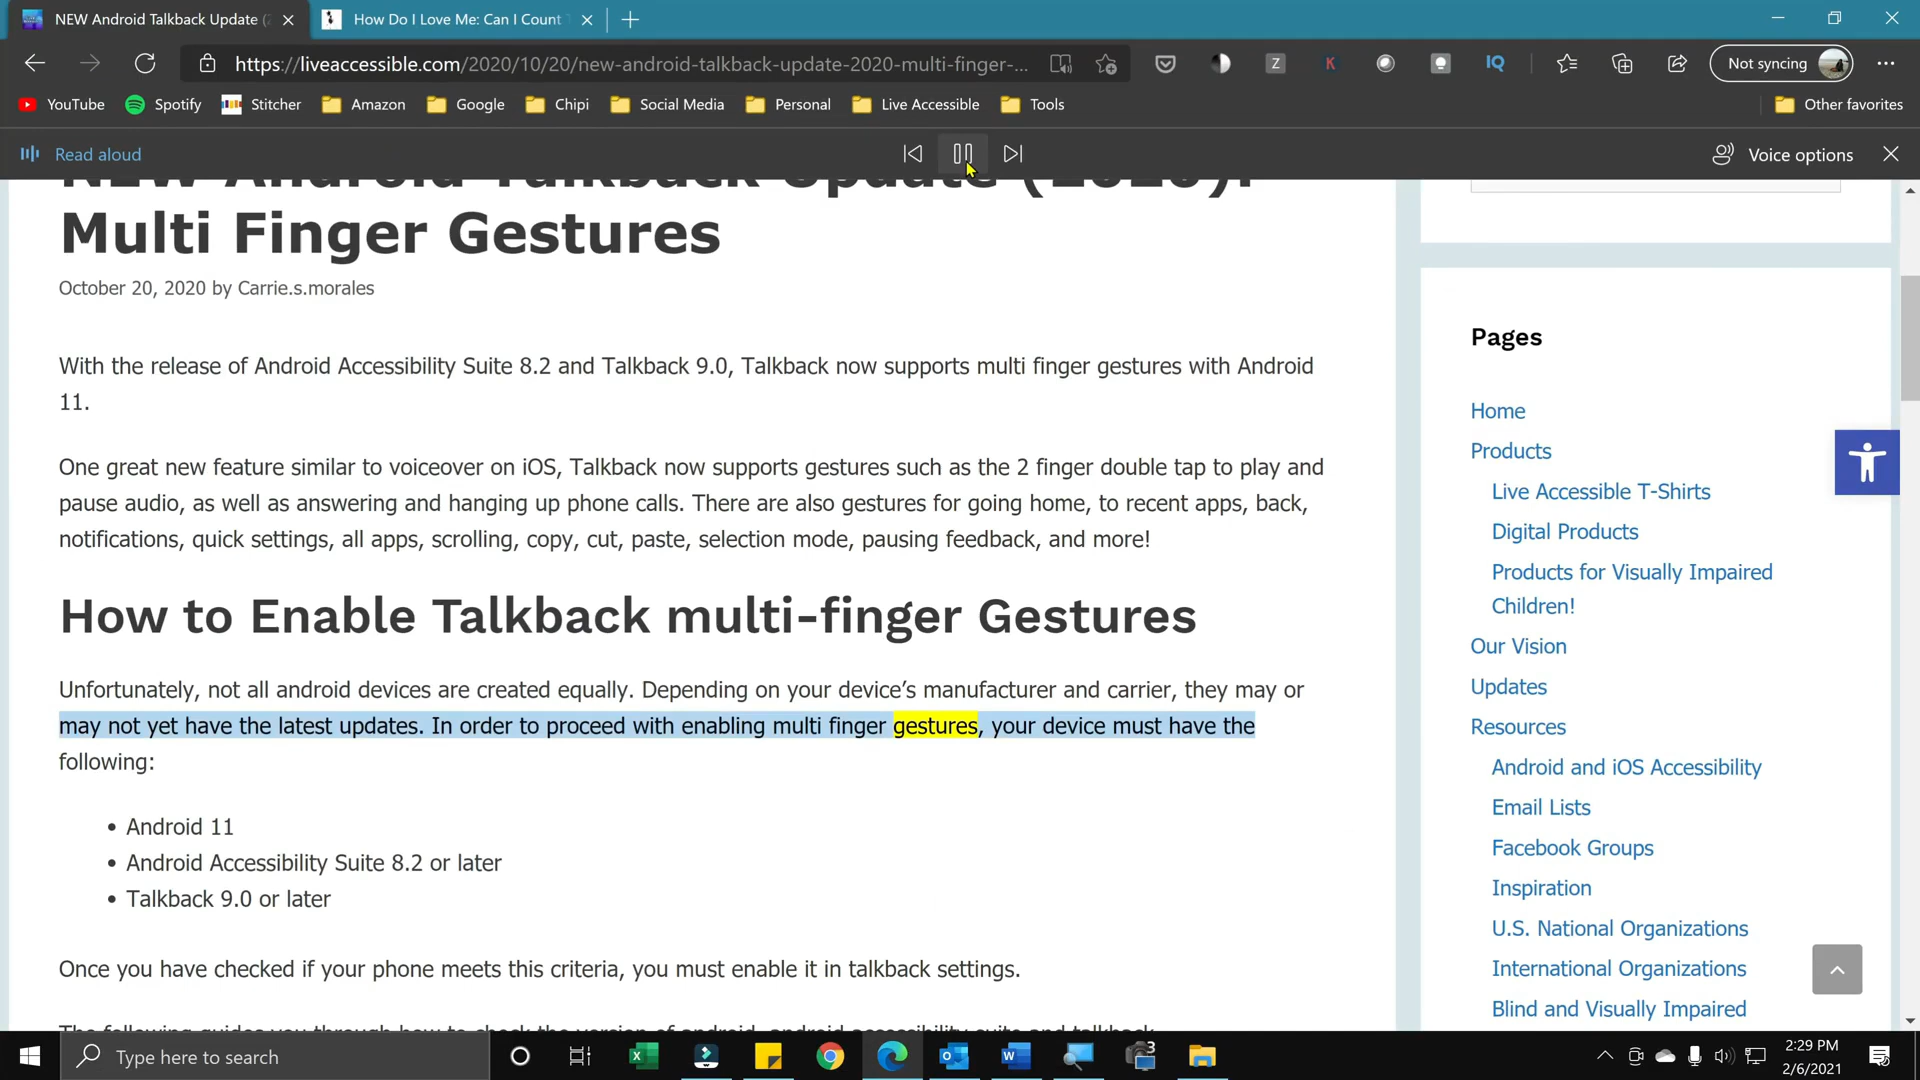 NEW Android Talkback Update (
How Do I Love Me: Can I Count
https://liveaccessible.com/2020/10/20/new-android-talkback-update-2020-multi-finger-...
Z
K
IQ
Not syncing
YouTube
Spotify
Stitcher
Amazon
Google
Chipi
Social Media
Personal
Live Accessible
Tools
Other favorites
Read aloud
Voice options
NEW Android Talkback Update (2020):
Multi Finger Gestures
October 20, 2020 by Carrie.s.morales
With the release of Android Accessibility Suite 8.2 and Talkback 9.0, Talkback now supports multi finger gestures with Android
11.
One great new feature similar to voiceover on iOS, Talkback now supports gestures such as the 2 finger double tap to play and
pause audio, as well as answering and hanging up phone calls. There are also gestures for going home, to recent apps, back,
notifications, quick settings, all apps, scrolling, copy, cut, paste, selection mode, pausing feedback, and more!
How to Enable Talkback multi-finger Gestures
Unfortunately, not all android devices are created equally. Depending on your device’s manufacturer and carrier, they may or
may not yet have the latest updates. In order to proceed with enabling multi finger gestures, your device must have the
following:
• Android 11
• Android Accessibility Suite 8.2 or later
• Talkback 9.0 or later
Once you have checked if your phone meets this criteria, you must enable it in talkback settings.
The following guides you through how to check the version of android, android accessibility suite and talkback
Pages
Home
Products
Live Accessible T-Shirts
Digital Products
Products for Visually Impaired
Children!
Our Vision
Updates
Resources
Android and iOS Accessibility
Email Lists
Facebook Groups
Inspiration
U.S. National Organizations
International Organizations
Blind and Visually Impaired
Type here to search
3
2:29 PM
2/6/2021